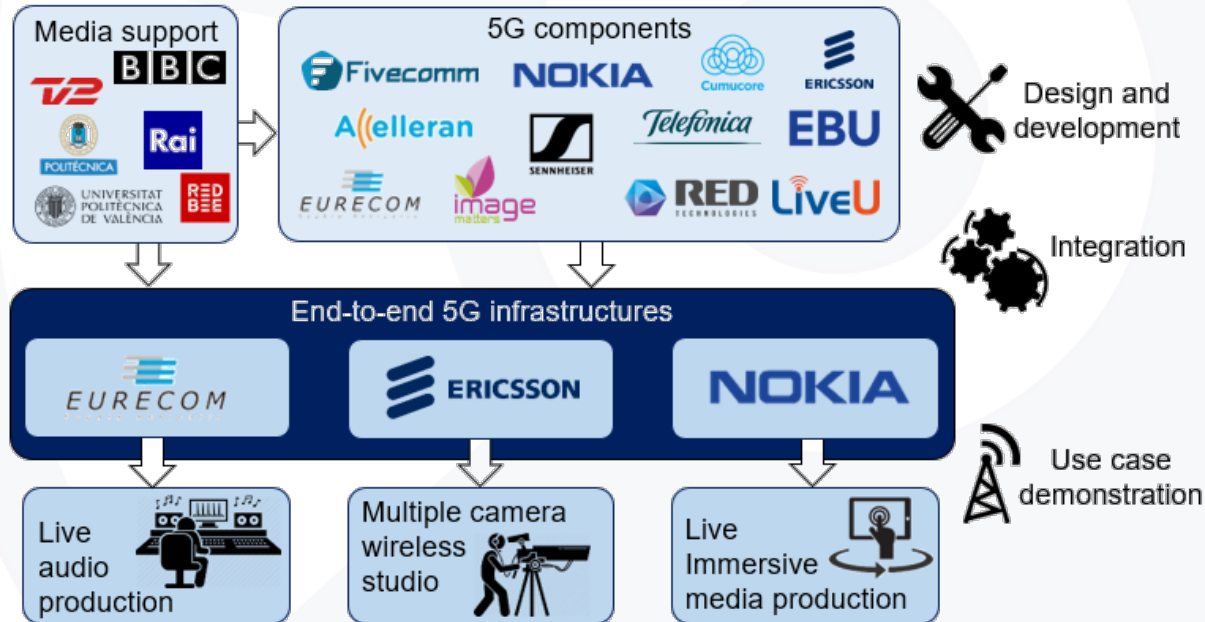 Media support
BBC
TV2
POLITÉCNICA
Rai
UNIVERSITAT
POLITÈCNICA
DE VALÈNCIA
RED
BEE
5G components
Fivecomm
NOKIA
Cumucore
ERICSSON
Accelleran
SENNHEISER
Telefónica
EBU
EURECOM
image
matters
RED
TECHNOLOGIES
LiveU
Design and
development
Integration
End-to-end 5G infrastructures
EURECOM
ERICSSON
NOKIA
Use case
demonstration
Live
audio
production
Multiple camera
wireless
studio
Live
Immersive
media production